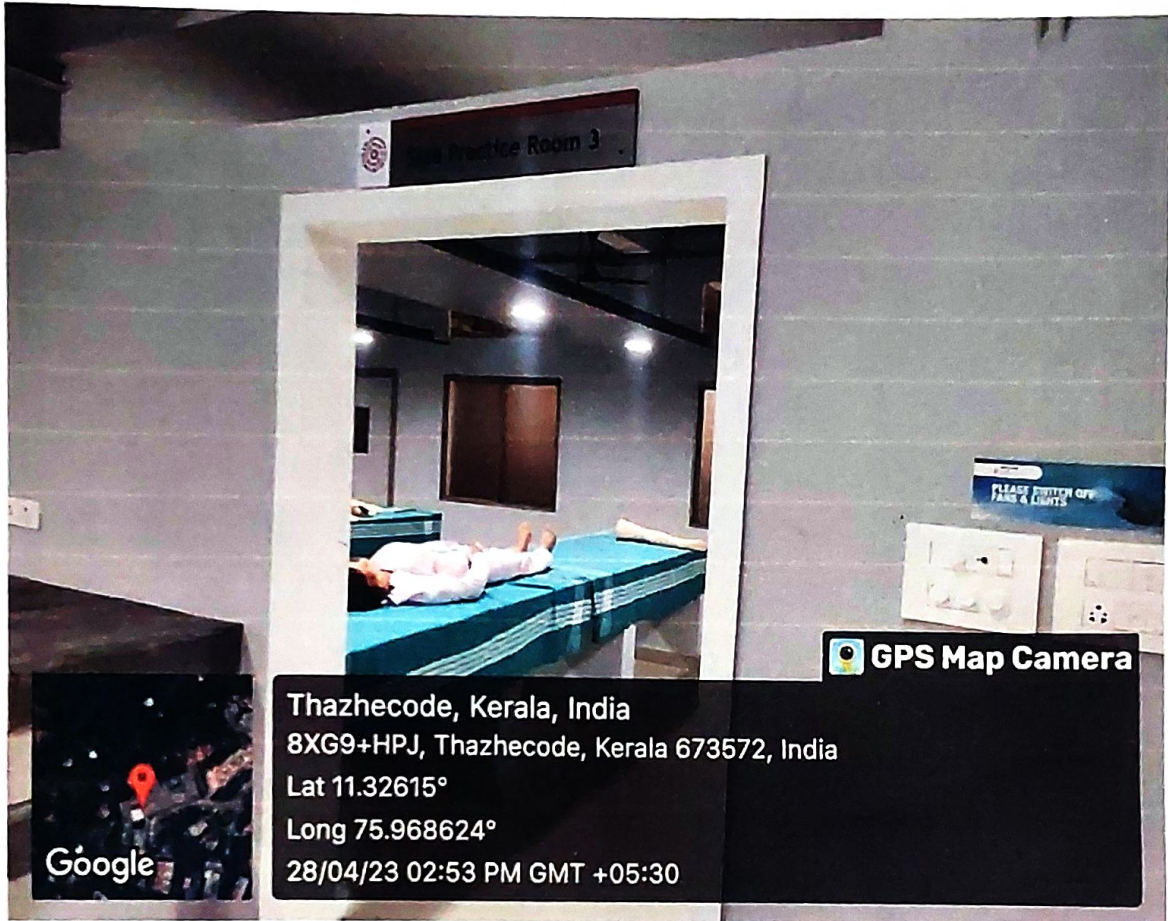 Practice Room 3
PLEASE SWITCH OFF
FANS & LIGHTS
GPS Map Camera
Thazhecode, Kerala, India
8XG9+HPJ, Thazhecode, Kerala 673572, India
Lat 11.32615°
Long 75.968624°
28/04/23 02:53 PM GMT +05:30
Google